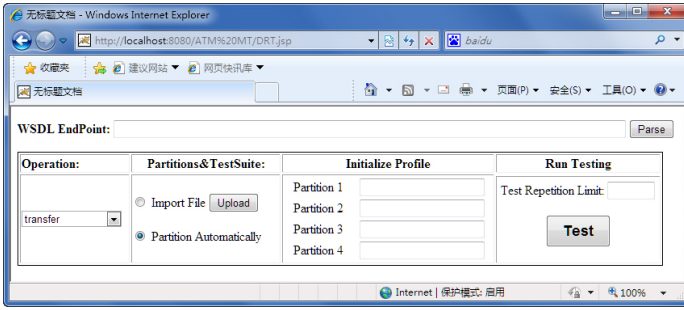 无标题文档 - Windows Internet Explorer
http://localhost:8080/ATM%20MT/DRT.jsp
baidu
收藏夹 建议网站 网页快讯库
无标题文档 页面(P) 安全(S) 工具(O)
WSDL EndPoint: Parse
Operation: Partitions&TestSuite: Initialize Profile Run Testing
Partition 1
Test Repetition Limit:
Import File Upload
Partition 2
transfer
Partition 3
Test
Partition Automatically
Partition 4
Internet | 保护模式: 启用 100%